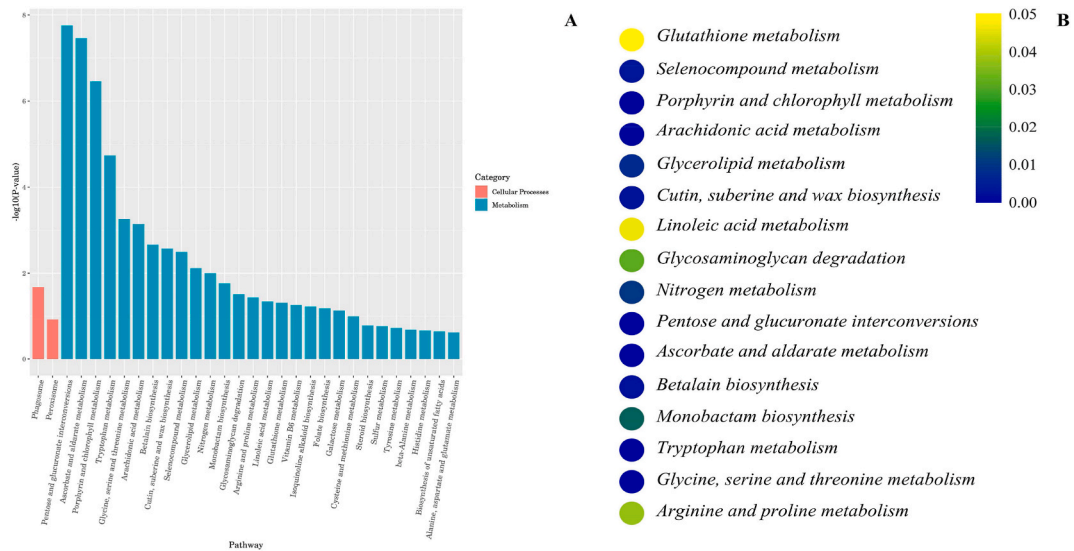 A
8
6
4
2
0
-log10(P-value)
Category
Cellular Processes
Metabolism
Phagosome
Peroxisome
Pentose and glucuronate interconversions
Ascorbate and aldarate metabolism
Porphyrin and chlorophyll metabolism
Tryptophan metabolism
Glycine, serine and threonine metabolism
Arachidonic acid metabolism
Betalain biosynthesis
Cutin, suberine and wax biosynthesis
Selenocompound metabolism
Glycerolipid metabolism
Nitrogen metabolism
Monobactam biosynthesis
Glycosaminoglycan degradation
Arginine and proline metabolism
Linoleic acid metabolism
Glutathione metabolism
Vitamin B6 metabolism
Isoquinoline alkaloid biosynthesis
Folate biosynthesis
Galactose metabolism
Cysteine and methionine metabolism
Steroid biosynthesis
Sulfur metabolism
Tyrosine metabolism
beta-Alanine metabolism
Histidine metabolism
Biosynthesis of unsaturated fatty acids
Alanine, aspartate and glutamate metabolism
Pathway
B
Glutathione metabolism
Selenocompound metabolism
Porphyrin and chlorophyll metabolism
Arachidonic acid metabolism
Glycerolipid metabolism
Cutin, suberine and wax biosynthesis
Linoleic acid metabolism
Glycosaminoglycan degradation
Nitrogen metabolism
Pentose and glucuronate interconversions
Ascorbate and aldarate metabolism
Betalain biosynthesis
Monobactam biosynthesis
Tryptophan metabolism
Glycine, serine and threonine metabolism
Arginine and proline metabolism
0.05
0.04
0.03
0.02
0.01
0.00